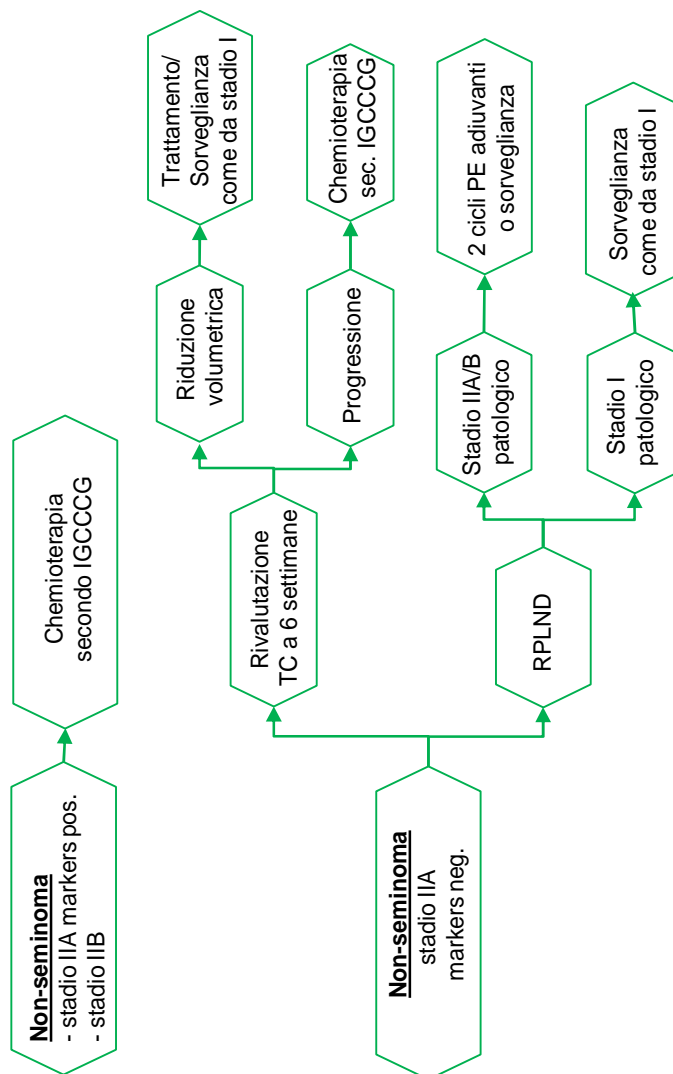 Non-seminoma
- stadio IIA markers pos.
- stadio IIB
Chemioterapia
secondo IGCCCG
Non-seminoma
stadio IIA
markers neg.
Rivalutazione
TC a 6 settimane
Riduzione
volumetrica
Trattamento/
Sorveglianza
come da stadio I
Progressione
Chemioterapia
sec. IGCCCG
RPLND
Stadio IIA/B
patologico
2 cicli PE adiuvanti
o sorveglianza
Stadio I
patologico
Sorveglianza
come da stadio I